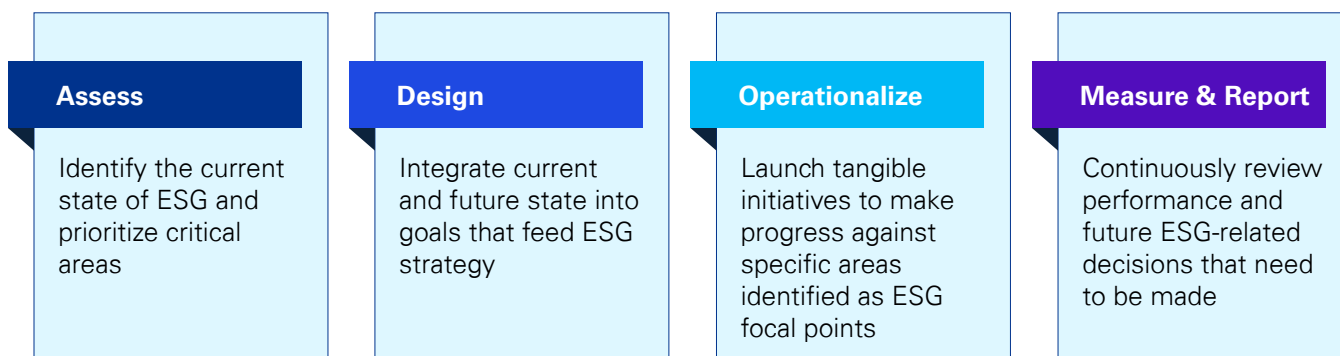 Assess
Identify the current
state of ESG and
prioritize critical
areas
Design
Integrate current
and future state into
goals that feed ESG
strategy
Operationalize
Launch tangible
initiatives to make
progress against
specific areas
identified as ESG
focal points
Measure & Report
Continuously review
performance and
future ESG-related
decisions that need
to be made